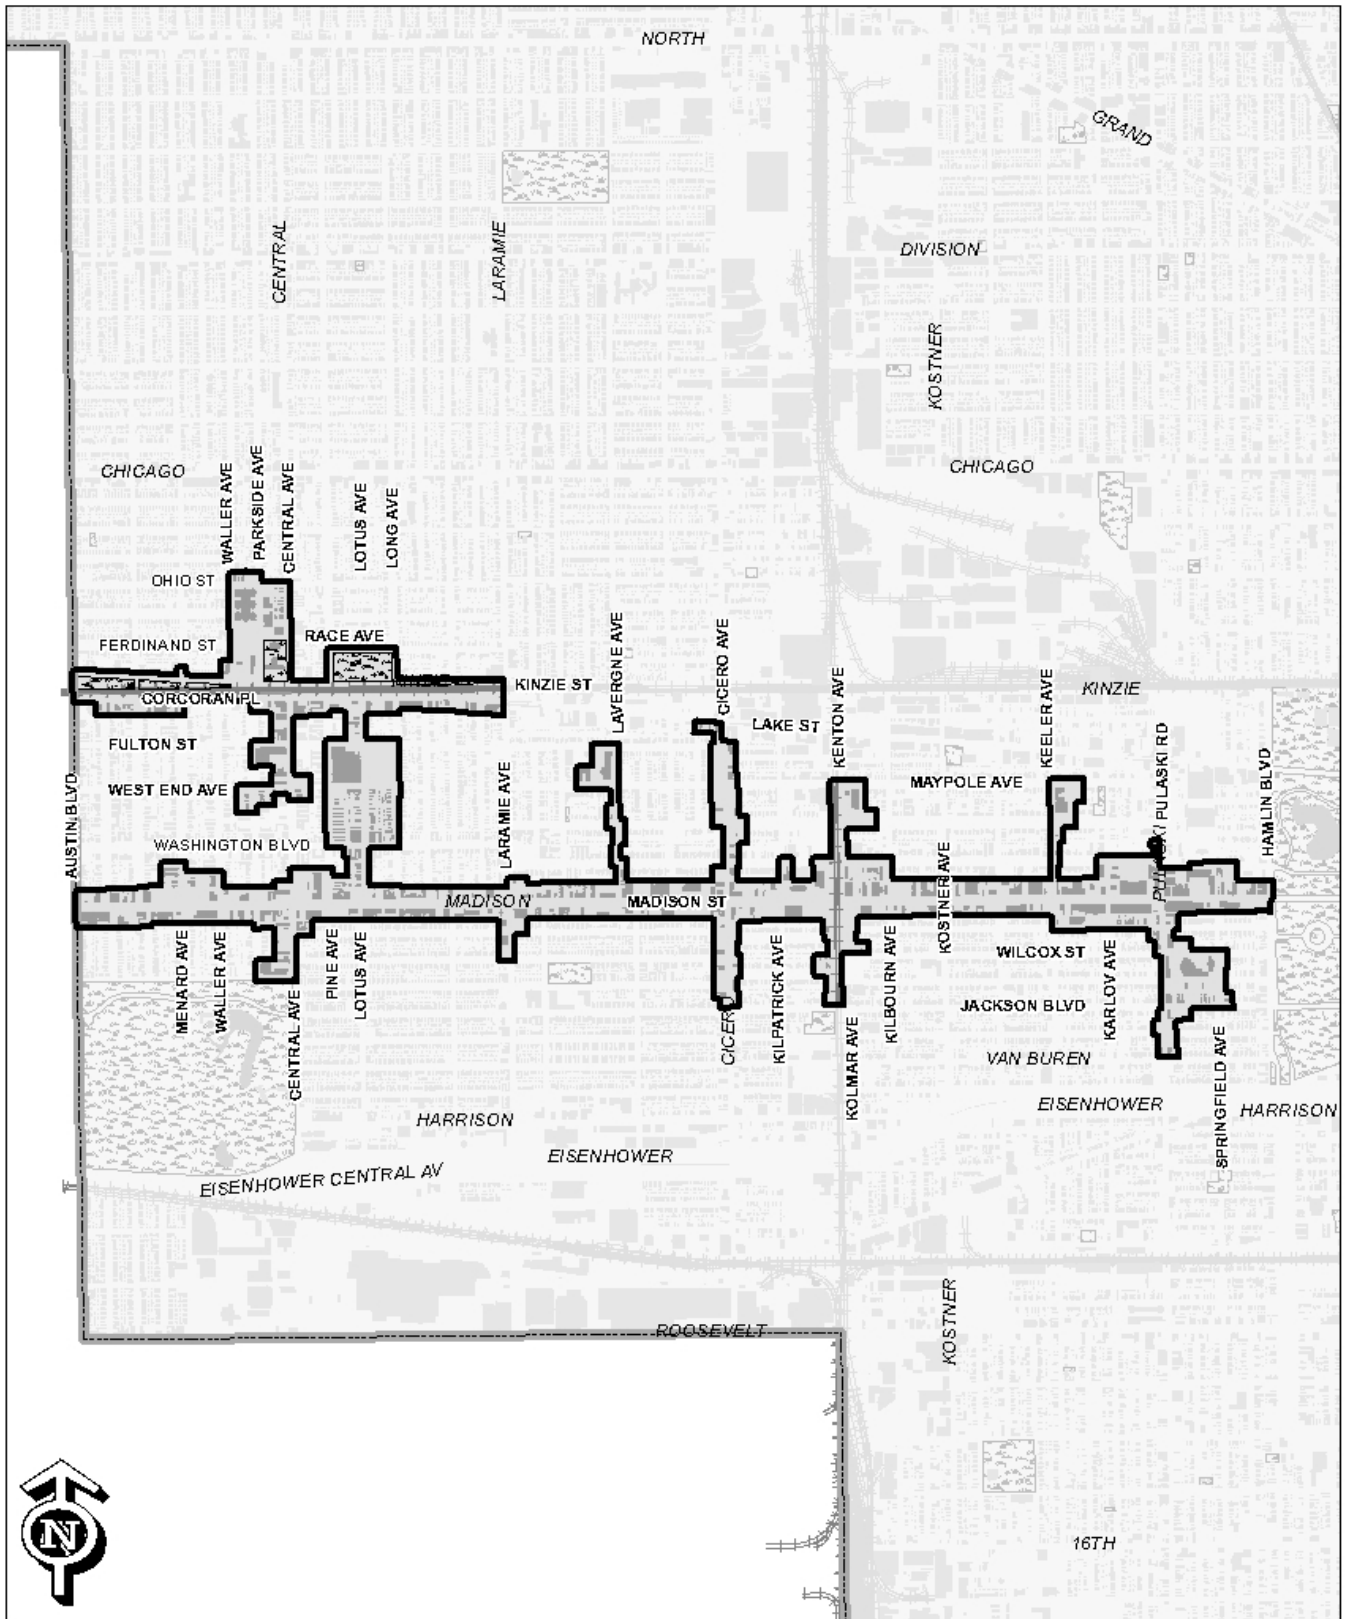 NORTH
GRAND
CENTRAL
LARAMIE
DIVISION
KOSTNER
CHICAGO
CHICAGO
WALLER AVE
PARKSIDE AVE
CENTRAL AVE
LOTUS AVE
LONG AVE
OHIO ST
FERDINAND ST
RACE AVE
KINZIE ST
CORCORAN PL
LAVERGNE AVE
CICERO AVE
LAKE ST
KENTON AVE
KEELER AVE
KINZIE
PULASKI RD
HAMLIN BLVD
FULTON ST
WEST END AVE
MAYPOLE AVE
AUSTIN BLVD
WASHINGTON BLVD
LARAMIE AVE
MADISON
MADISON ST
KOSTNER AVE
PULASKI
MENARD AVE
WALLER AVE
CENTRAL AVE
PINE AVE
LOTUS AVE
CICERO
KILPATRICK AVE
KOLMAR AVE
KILBOURN AVE
WILCOX ST
JACKSON BLVD
KARLOV AVE
VAN BUREN
SPRINGFIELD AVE
HARRISON
EISENHOWER
HARRISON
EISENHOWER
EISENHOWER CENTRAL AV
ROOSEVELT
KOSTNER
16TH
N